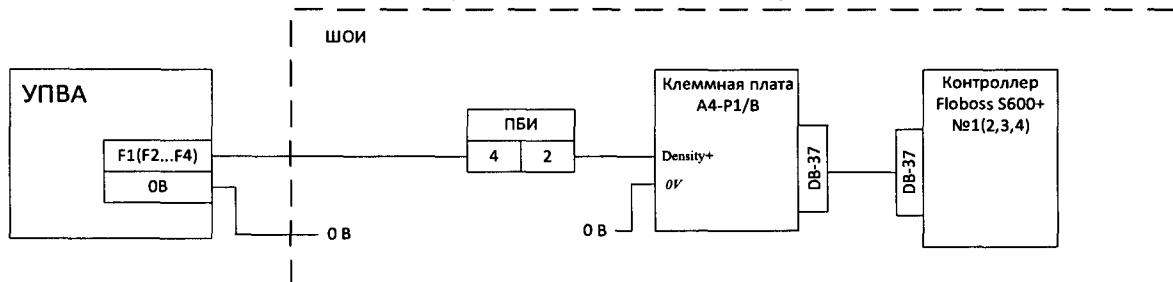 ШОИ
УПВА
F1(F2...F4)
0В
0 В
ПБИ
4
2
0 В
Клеммная плата
А4-Р1/В
Density+
0V
DB-37
DB-37
Контроллер
Floboss S600+
№1(2,3,4)